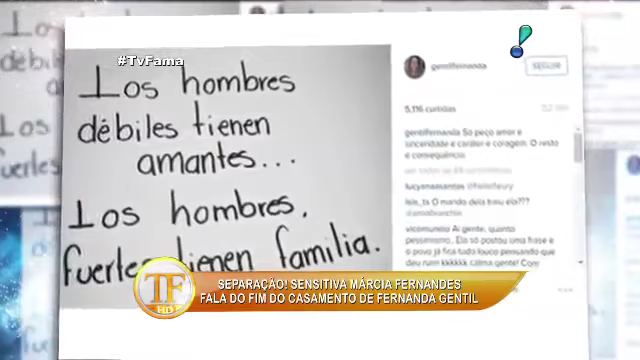 #TvFama
Los hombres
débiles tienen
amantes...
Los hombres.
fuertes tienen familia.
gentilfernanda
SEGUIR
5,116 curtidas
gentilfernanda Só peço amor e
sinceridade e caráter e coragem. O resto
é consequência
lucyanasantas
Isis_ts O marido dela traiu ela???
vicomuniou Ai gente, quanto
pessimismo. Ela só postou uma frase e
o povo já fica tudo louco pensando que
deu ruim kkkkkk calma gente! Com
TF
HD
SEPARAÇÃO! SENSITIVA MÁRCIA FERNANDES
FALA DO FIM DO CASAMENTO DE FERNANDA GENTIL